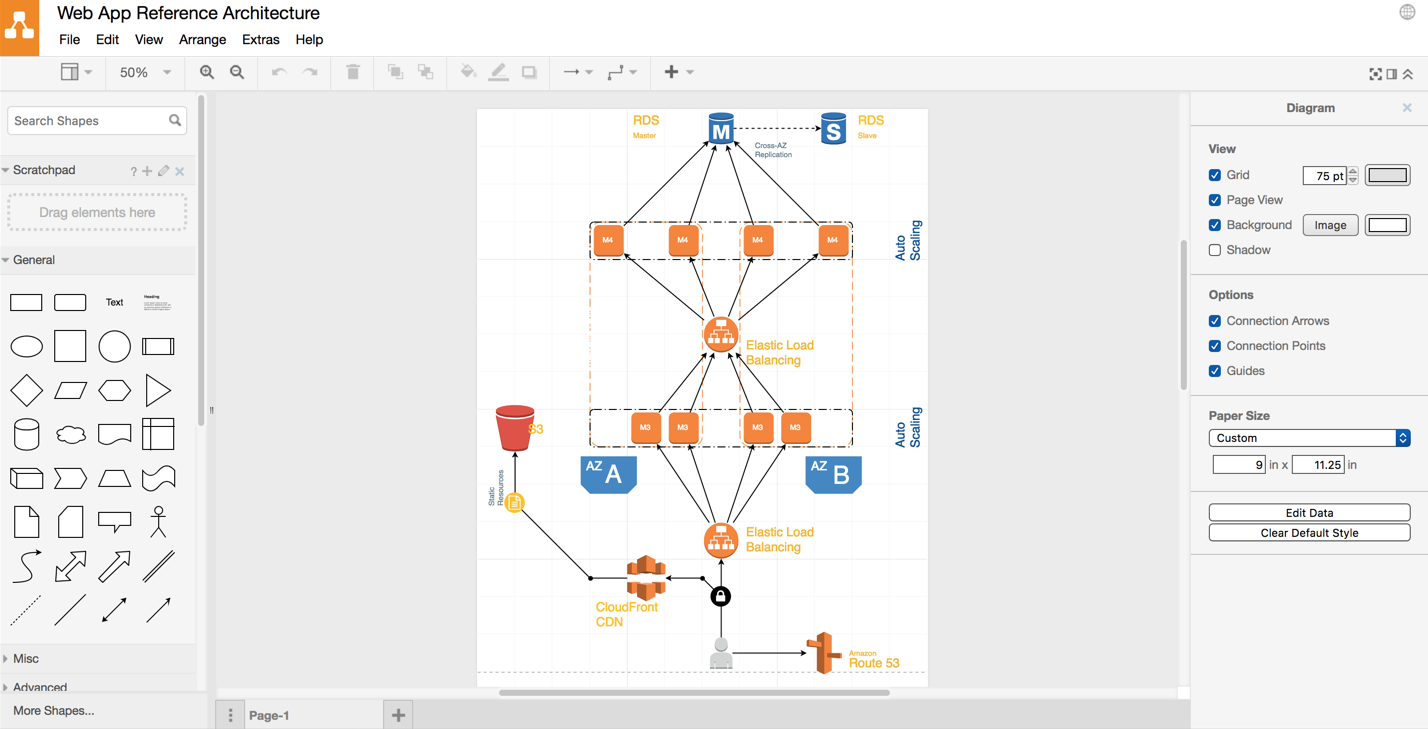 Web App Reference Architecture
File Edit View Arrange Extras Help
50%
Search Shapes
Scratchpad
?
Drag elements here
General
Text
Heading
Misc
Advanced
More Shapes...
RDS
Master
M
S
RDS
Slave
Cross-AZ
Replication
M4 M4 M4 M4
Auto
Scaling
Elastic Load
Balancing
S3
M3 M3 M3 M3
Auto
Scaling
AZ A
AZ B
Static
Resources
Elastic Load
Balancing
CloudFront
CDN
Amazon
Route 53
Page-1
Diagram
View
Grid 75 pt
Page View
Background Image
Shadow
Options
Connection Arrows
Connection Points
Guides
Paper Size
Custom
9 in x 11.25 in
Edit Data
Clear Default Style